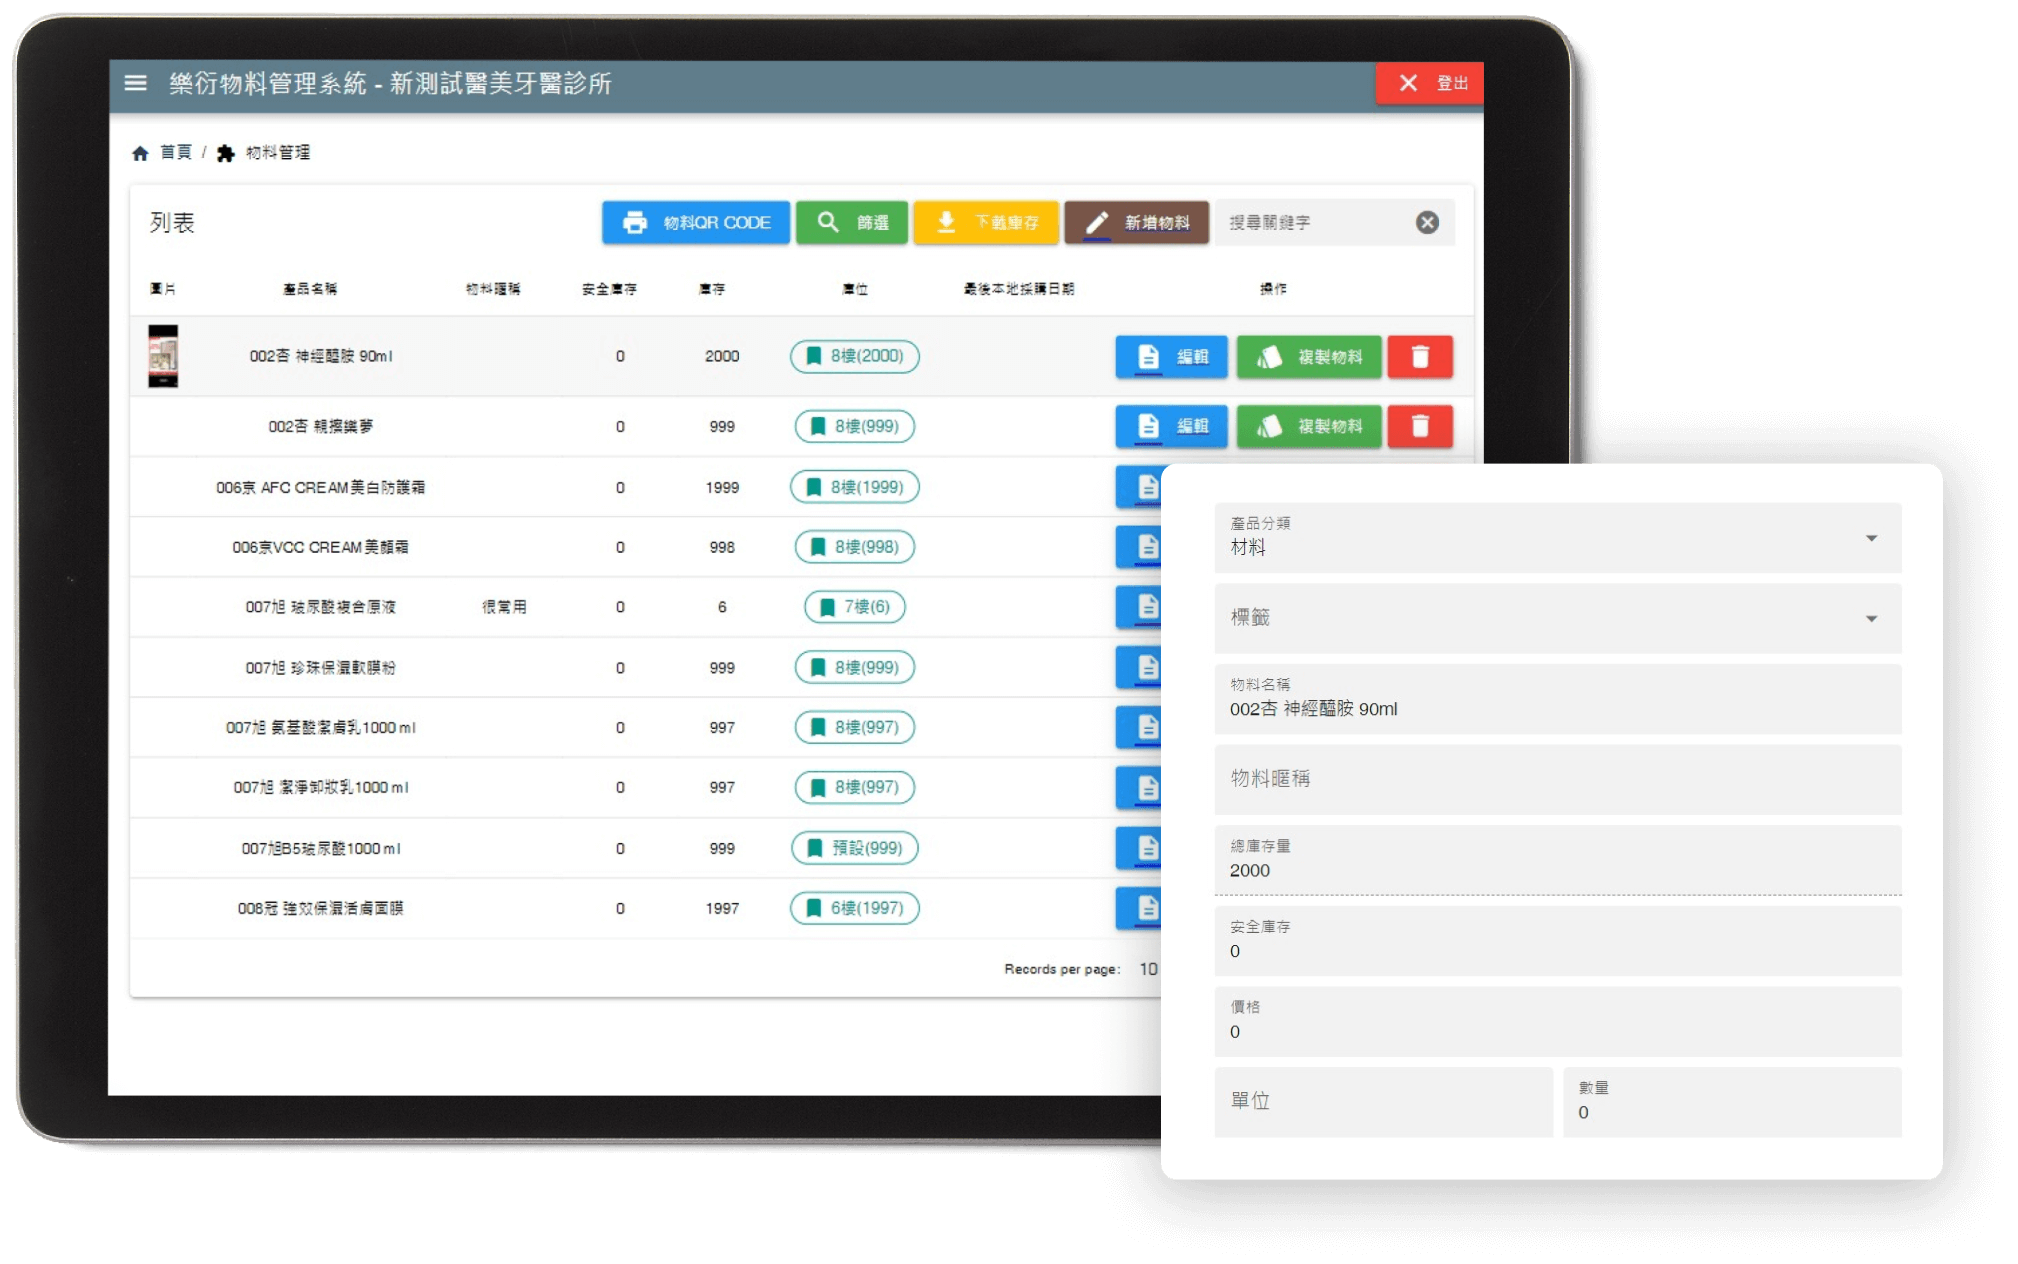 樂衍物料管理系統 - 新測試醫美牙醫診所
登出
首頁 / 物料管理
列表
物料QR CODE
篩選
下載庫存
新增物料
搜尋關鍵字
圖片 產品名稱 物料暱稱 安全庫存 庫存 庫位 最後本地採購日期 操作
002杏 神經醯胺 90ml 0 2000 8樓(2000) 編輯 複製物料
002杏 親擦織夢 0 999 8樓(999) 編輯 複製物料
006京 AFC CREAM美白防護霜 0 1999 8樓(1999)
006京VCC CREAM美顏霜 0 998 8樓(998)
007旭 玻尿酸複合原液 很常用 0 6 7樓(6)
007旭 珍珠保濕軟膜粉 0 999 8樓(999)
007旭 氨基酸潔膚乳1000 ml 0 997 8樓(997)
007旭 潔淨卸妝乳1000 ml 0 997 8樓(997)
007旭B5玻尿酸1000 ml 0 999 預設(999)
008冠 強效保濕活膚面膜 0 1997 6樓(1997)
Records per page: 10
產品分類
材料
標籤
物料名稱
002杏 神經醯胺 90ml
物料暱稱
總庫存量
2000
安全庫存
0
價格
0
單位
數量
0